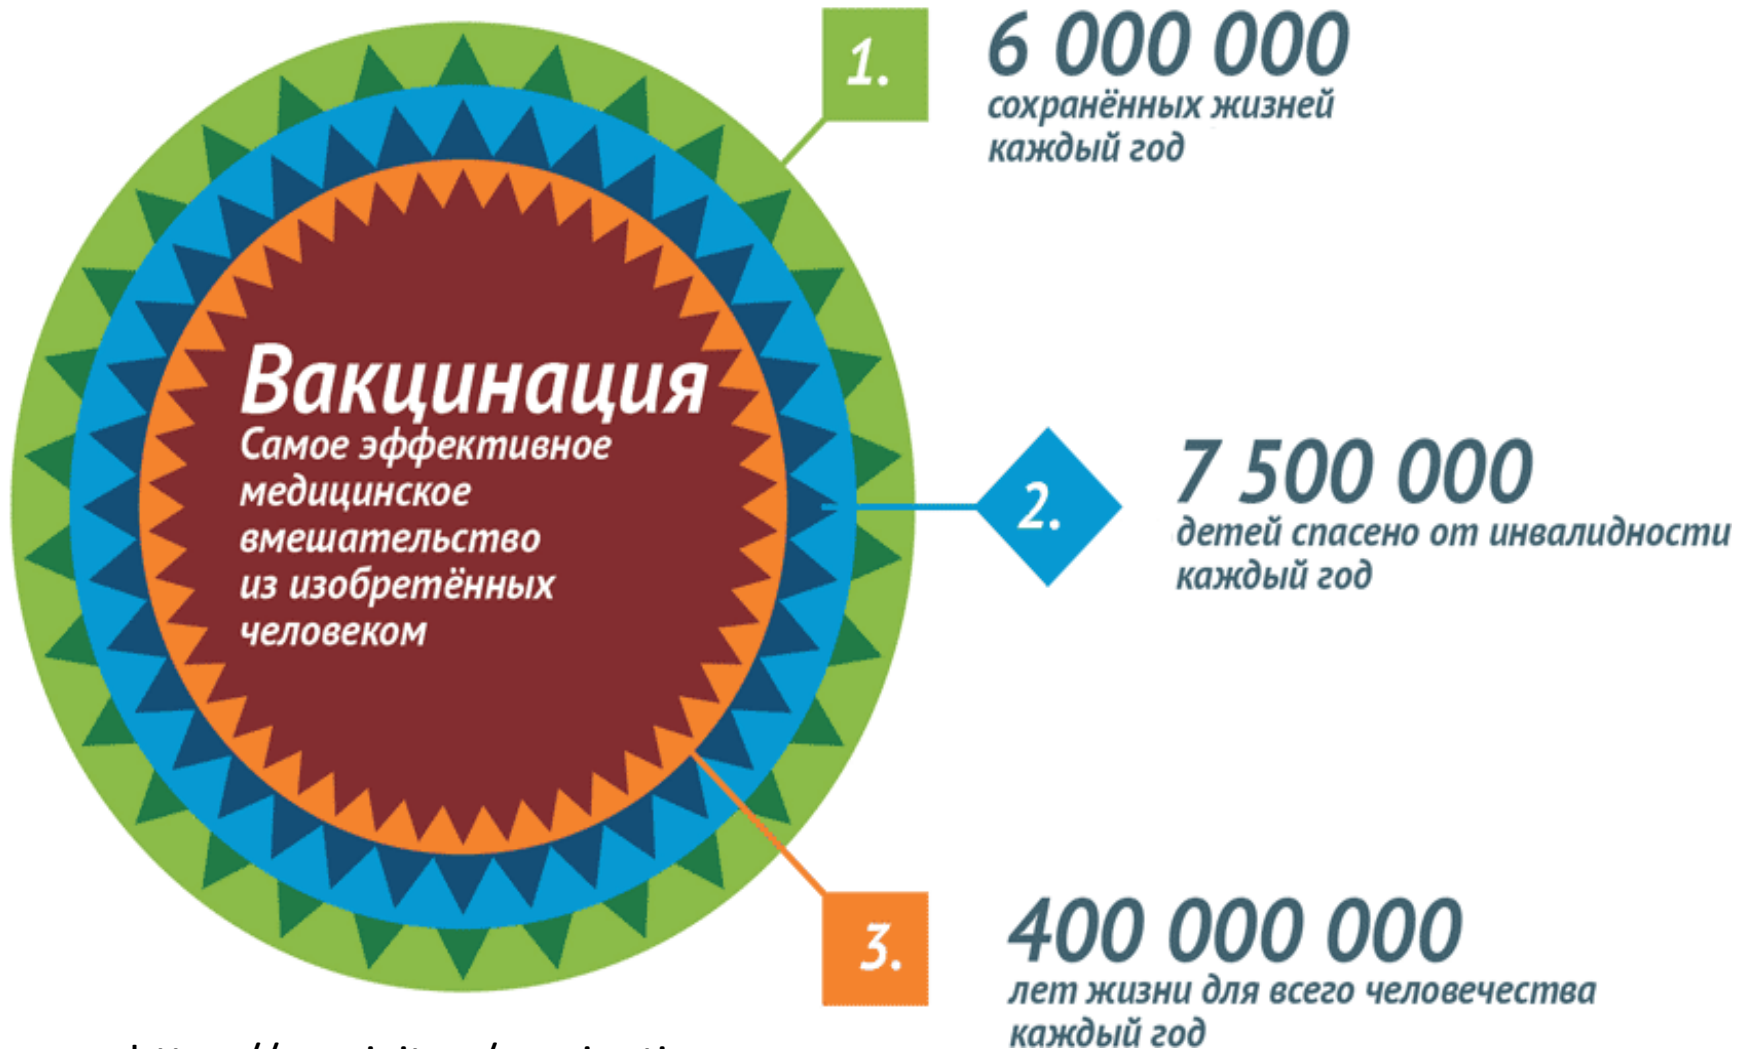 Вакцинация
Самое эффективное
медицинское
вмешательство
из изобретённых
человеком
1.
6 000 000
сохранённых жизней
каждый год
2.
7 500 000
детей спасено от инвалидности
каждый год
3.
400 000 000
лет жизни для всего человечества
каждый год